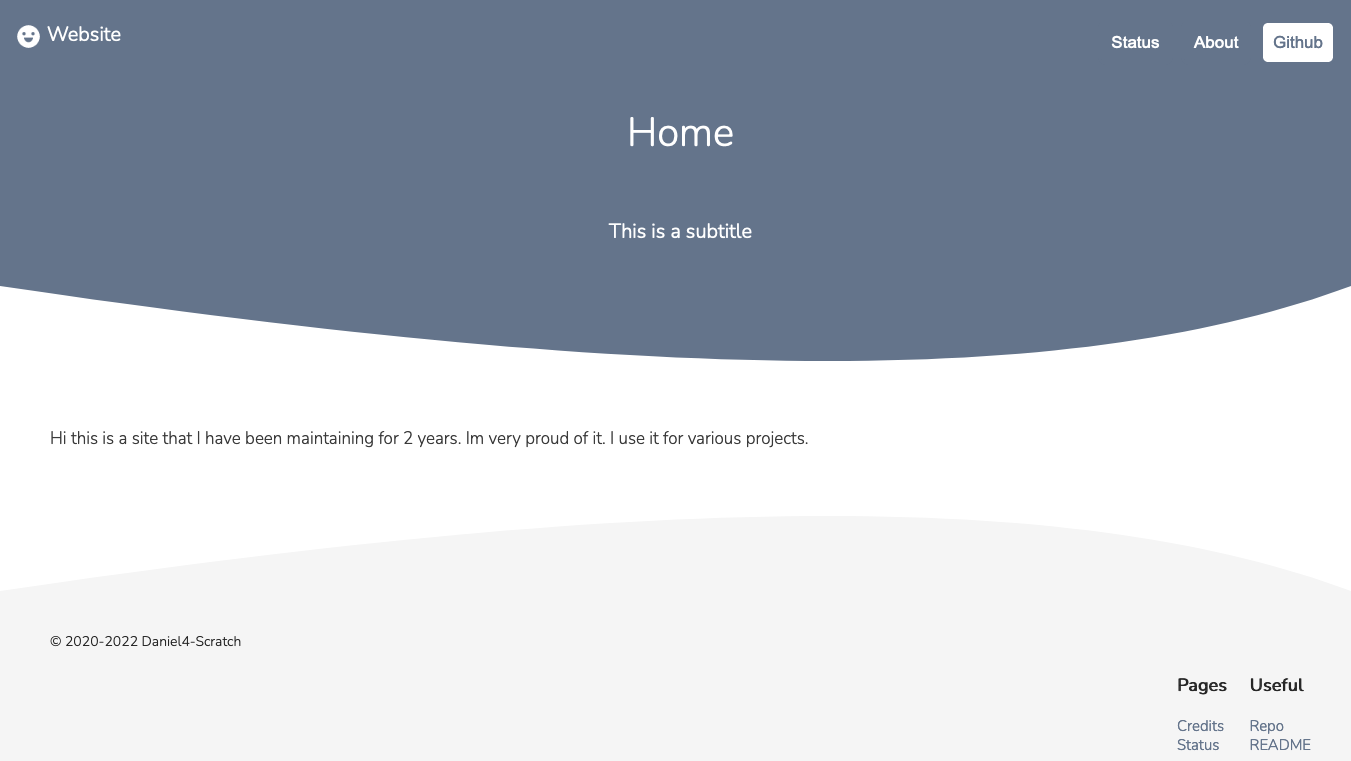 Website
Status About Github
Home
This is a subtitle
Hi this is a site that I have been maintaining for 2 years. Im very proud of it. I use it for various projects.
© 2020-2022 Daniel4-Scratch
Pages Useful
Credits Repo
Status README